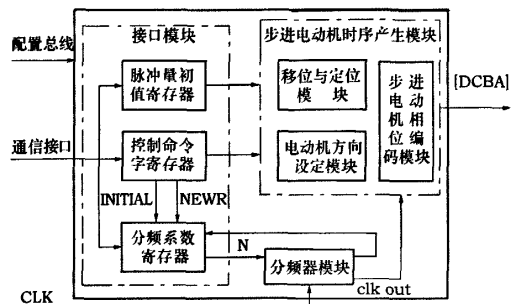 配置总线
通信接口
CLK
接口模块
脉冲量初
值寄存器
控制命令
字寄存器
INITIAL
NEWR
分频系数
寄存器
N
分频器模块
clk out
步进电动机时序产生模块
移位与定位
模 块
电动机方向
设定模块
步进
电动
机相
位编
码模块
[DCBA]